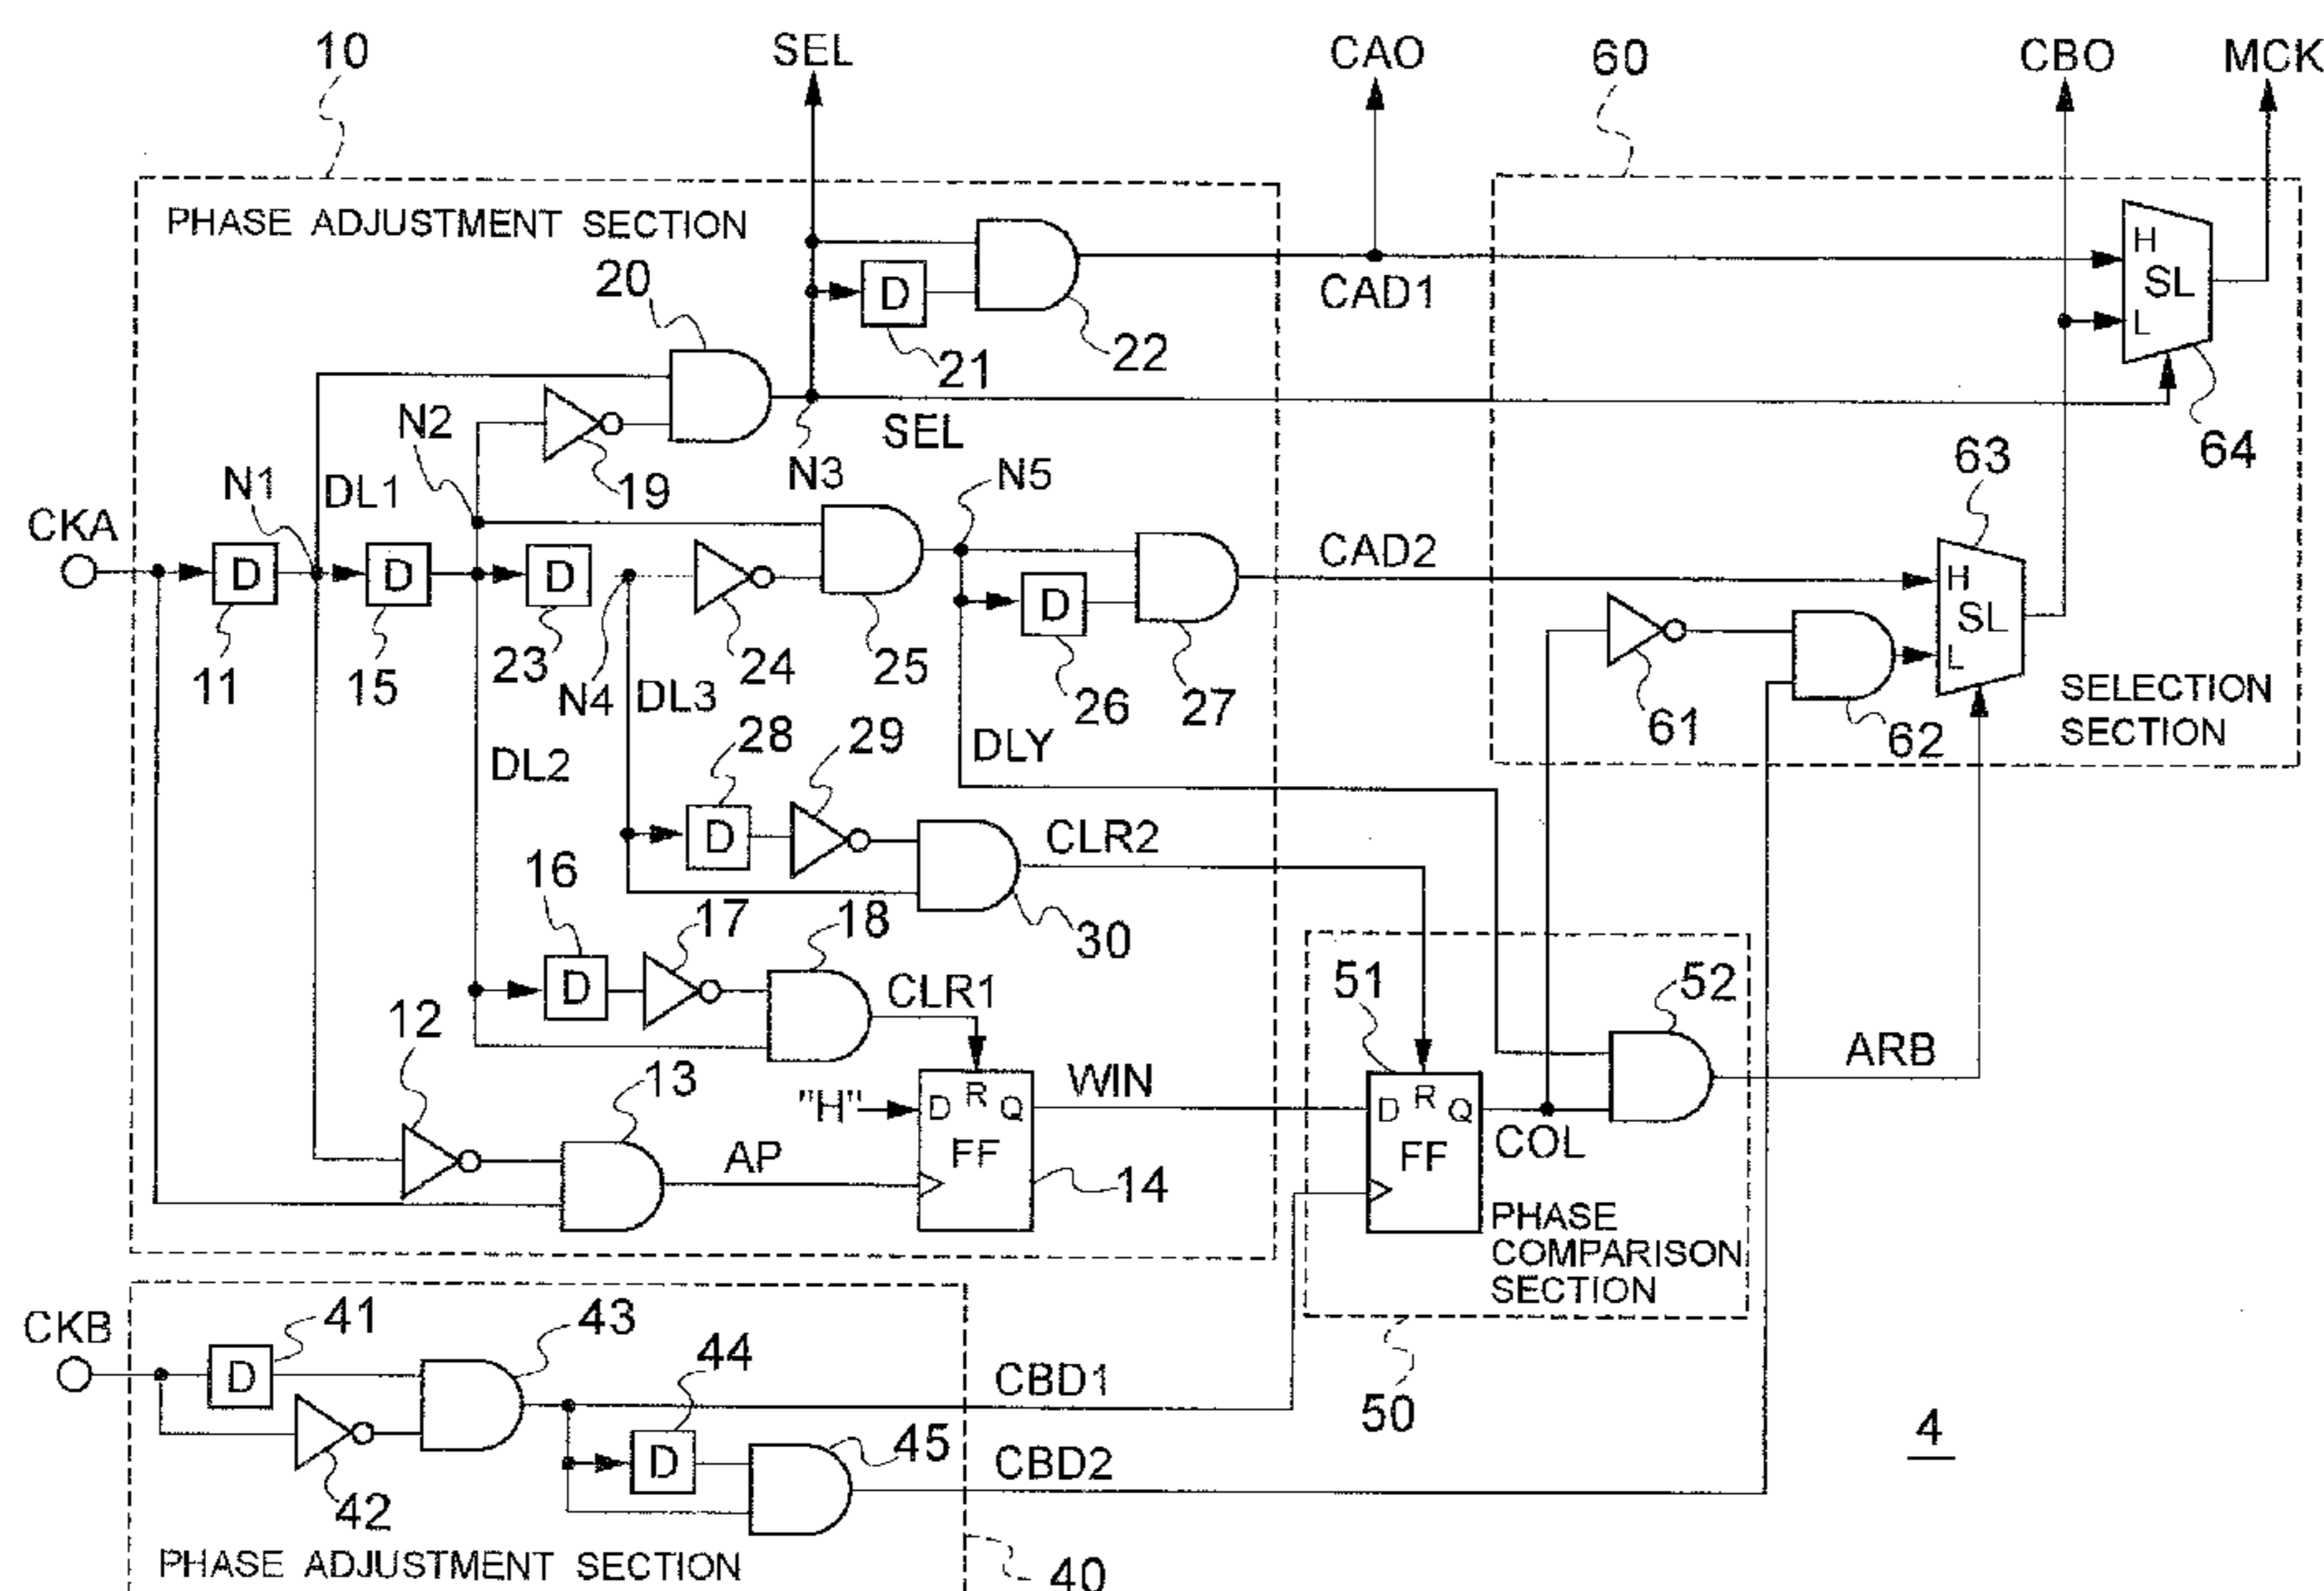 10
SEL
CAO
60
CBO
MCK
PHASE ADJUSTMENT SECTION
20
D
21
22
CAD1
H
SL
L
64
N2
19
SEL
N3
N5
63
CKA
N1
DL1
D
11
D
15
D
23
N4
DL3
24
25
D
26
27
CAD2
H
SL
L
61
62
SELECTION
SECTION
DL2
28
29
DLY
D
CLR2
30
16
17
18
D
CLR1
12
13
"H"
D
R
Q
FF
14
WIN
AP
51
52
D
R
Q
FF
COL
ARB
PHASE
COMPARISON
SECTION
50
CKB
41
D
42
43
44
D
45
CBD1
CBD2
4
PHASE ADJUSTMENT SECTION
40